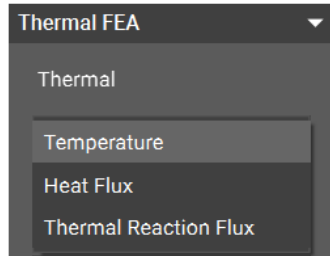 Thermal FEA
Thermal
Temperature
Heat Flux
Thermal Reaction Flux